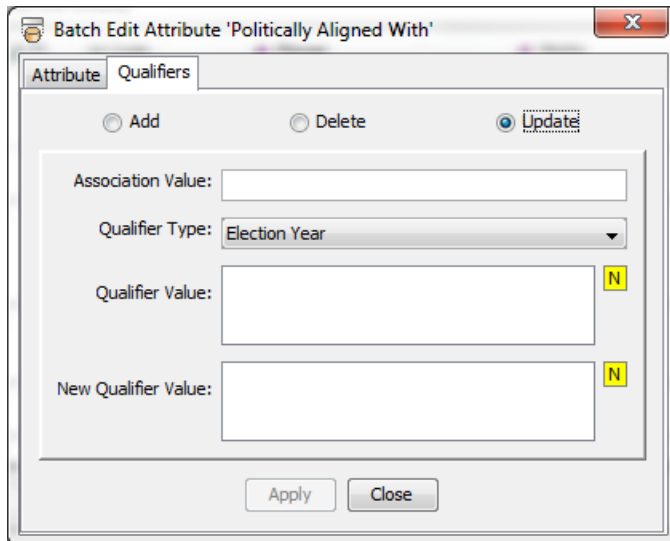 Batch Edit Attribute 'Politically Aligned With'
Attribute Qualifiers
Add Delete Update
Association Value:
Qualifier Type: Election Year
Qualifier Value: N
New Qualifier Value: N
Apply Close